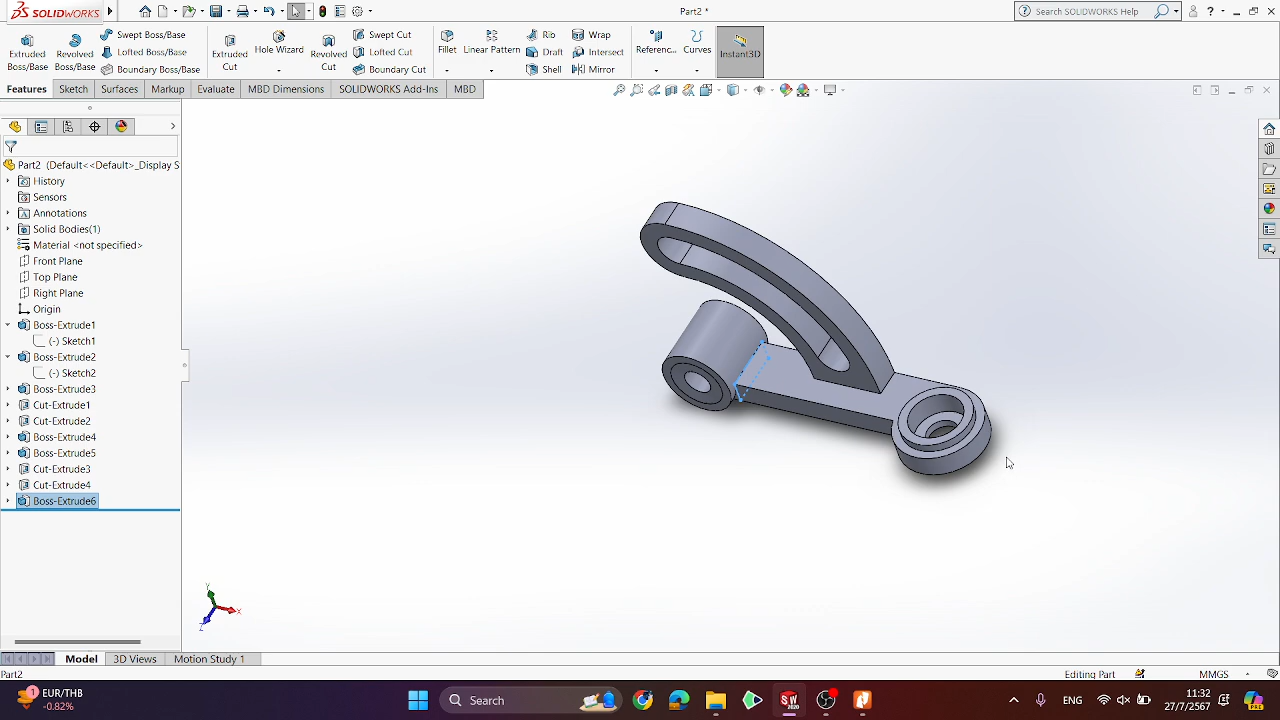 SOLIDWORKS
Part2 *
Search SOLIDWORKS Help
Extruded Boss/Base
Revolved Boss/Base
Swept Boss/Base
Lofted Boss/Base
Boundary Boss/Base
Extruded Cut
Hole Wizard
Revolved Cut
Swept Cut
Lofted Cut
Boundary Cut
Fillet
Linear Pattern
Rib
Draft
Shell
Wrap
Intersect
Mirror
Referenc...
Curves
Instant3D
Features
Sketch
Surfaces
Markup
Evaluate
MBD Dimensions
SOLIDWORKS Add-Ins
MBD
Part2 (Default<<Default>_Display S
History
Sensors
Annotations
Solid Bodies(1)
Material <not specified>
Front Plane
Top Plane
Right Plane
Origin
Boss-Extrude1
(-) Sketch1
Boss-Extrude2
(-) Sketch2
Boss-Extrude3
Cut-Extrude1
Cut-Extrude2
Boss-Extrude4
Boss-Extrude5
Cut-Extrude3
Cut-Extrude4
Boss-Extrude6
Y
X
Z
Model
3D Views
Motion Study 1
Part2
Editing Part
MMGS
1
EUR/THB
-0.82%
Search
SW
2020
ENG
11:32
27/7/2567
PRE